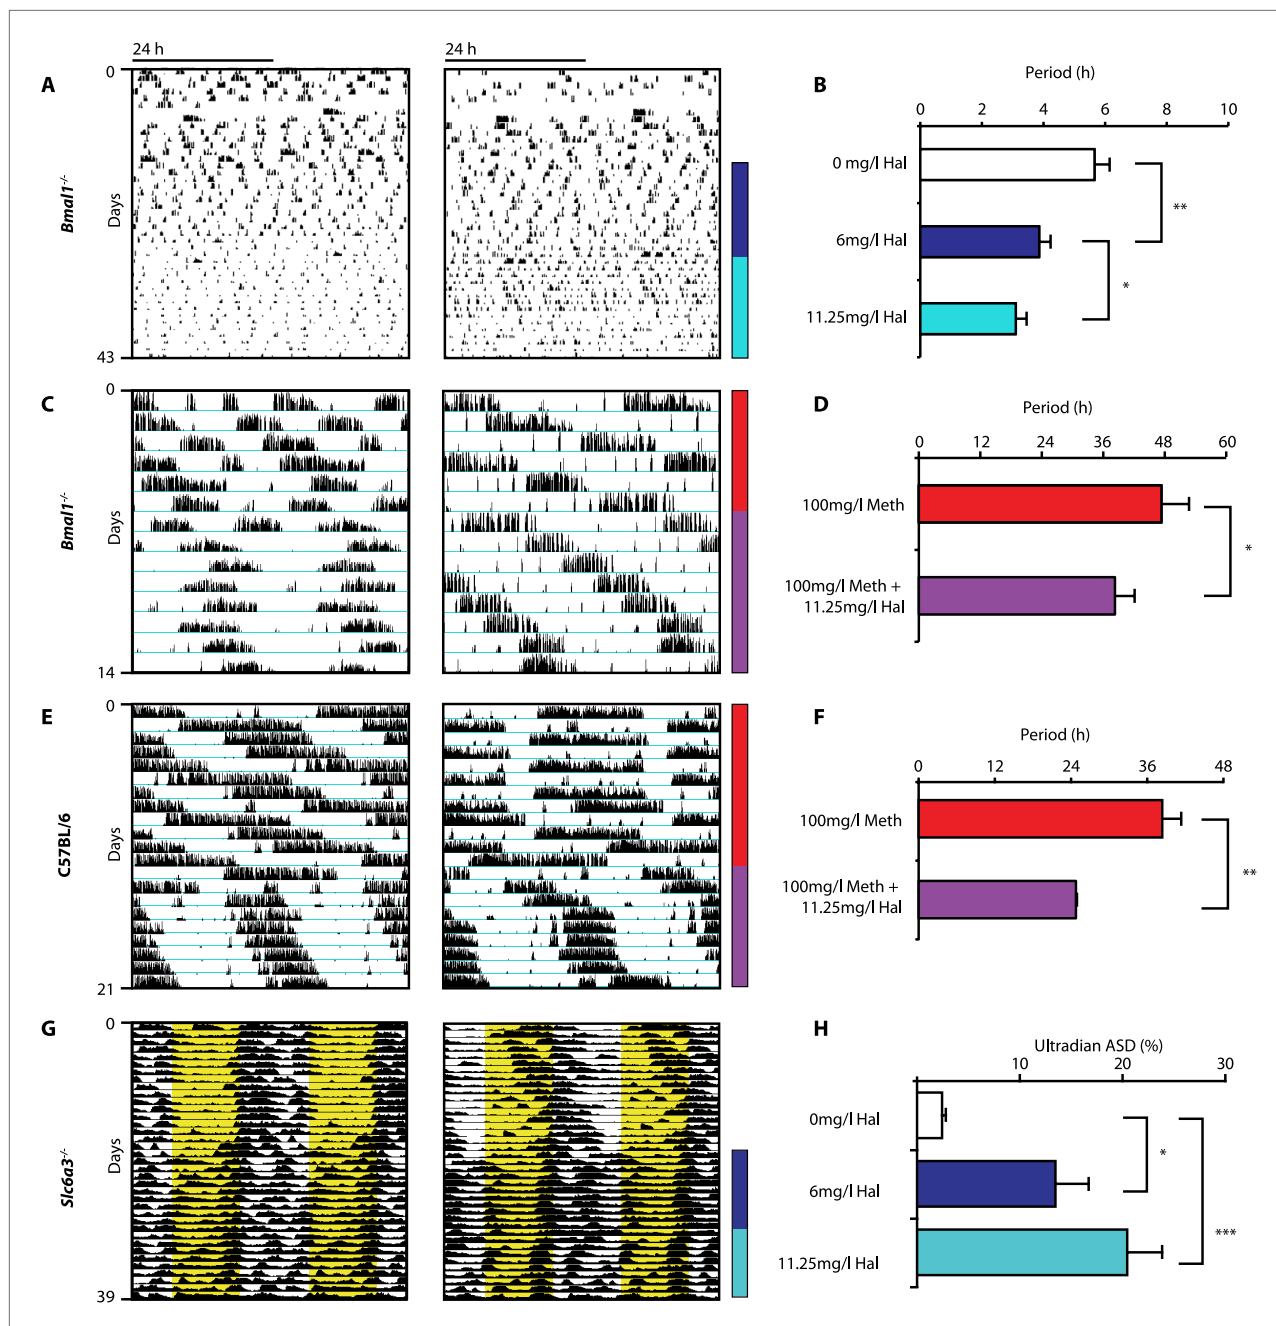 24 h
24 h
A
0
43
Days
Bmal1-/-
B
Period (h)
0 2 4 6 8 10
0 mg/l Hal
6mg/l Hal
11.25mg/l Hal
**
*
C
0
14
Days
Bmal1-/-
D
Period (h)
0 12 24 36 48 60
100mg/l Meth
100mg/l Meth +
11.25mg/l Hal
*
E
0
21
Days
C57BL/6
F
Period (h)
0 12 24 36 48
100mg/l Meth
100mg/l Meth +
11.25mg/l Hal
**
G
0
39
Days
Slc6a3-/-
H
Ultradian ASD (%)
10 20 30
0mg/l Hal
6mg/l Hal
11.25mg/l Hal
*
***